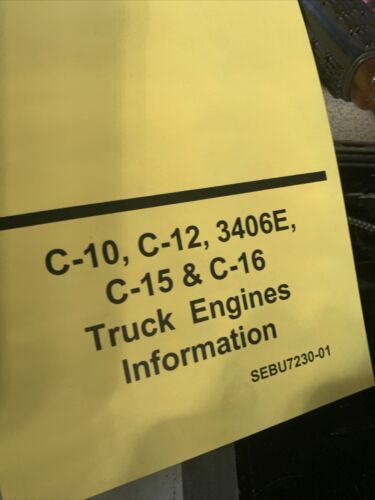 C-10, C-12, 3406E,
C-15 & C-16
Truck Engines
Information
SEBU7230-01